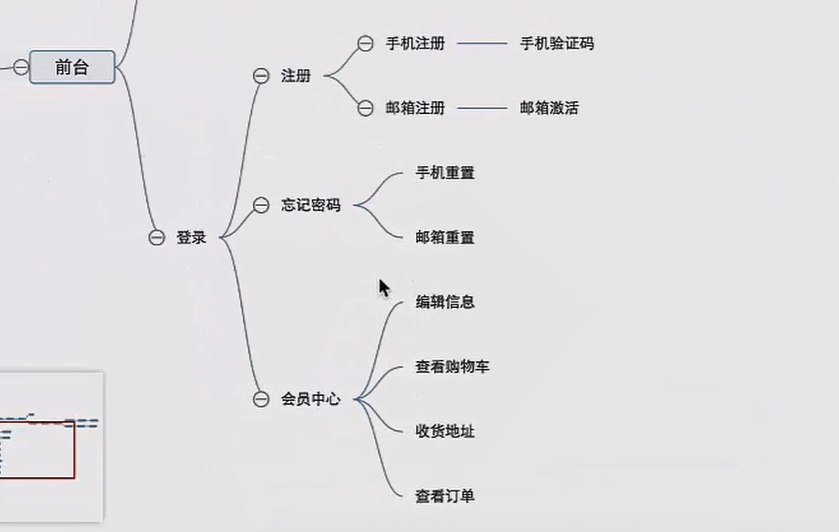 前台
登录
注册
手机注册
手机验证码
邮箱注册
邮箱激活
忘记密码
手机重置
邮箱重置
会员中心
编辑信息
查看购物车
收货地址
查看订单